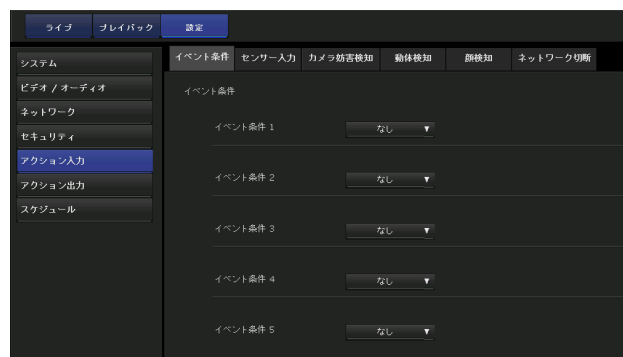 ライブ プレイバック 設定
イベント条件 センサー入力 カメラ妨害検知 動体検知 顔検知 ネットワーク切断
システム
ビデオ / オーディオ
ネットワーク
セキュリティ
アクション入力
アクション出力
スケジュール
イベント条件
イベント条件 1 なし ▼
イベント条件 2 なし ▼
イベント条件 3 なし ▼
イベント条件 4 なし ▼
イベント条件 5 なし ▼